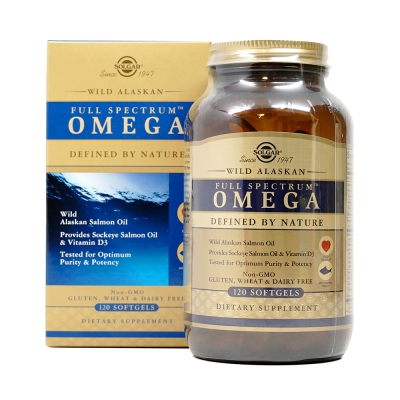 SOLGAR®
Since 1947
WILD ALASKAN
FULL SPECTRUM™
OMEGA
DEFINED BY NATURE
Wild
Alaskan Salmon Oil
Provides Sockeye Salmon Oil
& Vitamin D3
Tested for Optimum
Purity & Potency
Non-GMO
GLUTEN, WHEAT & DAIRY FREE
120 SOFTGELS
DIETARY SUPPLEMENT
SOLGAR®
Since 1947
WILD ALASKAN
FULL SPECTRUM™
OMEGA
DEFINED BY NATURE
Wild Alaskan Salmon Oil
Provides Sockeye Salmon Oil & Vitamin D3
Tested for Optimum Purity & Potency
Non-GMO
GLUTEN, WHEAT & DAIRY FREE
120 SOFTGELS
DIETARY SUPPLEMENT